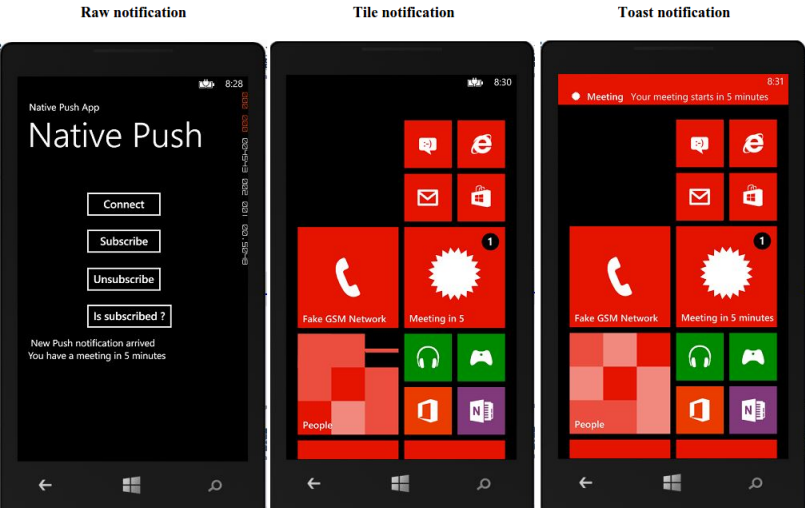 Raw notification
Tile notification
Toast notification
8:28
Native Push App
Native Push
Connect
Subscribe
Unsubscribe
Is subscribed ?
New Push notification arrived
You have a meeting in 5 minutes
8:30
1
Fake GSM Network
Meeting in 5
People
N
8:31
Meeting Your meeting starts in 5 minutes
1
Fake GSM Network
Meeting in 5 minutes
People
N